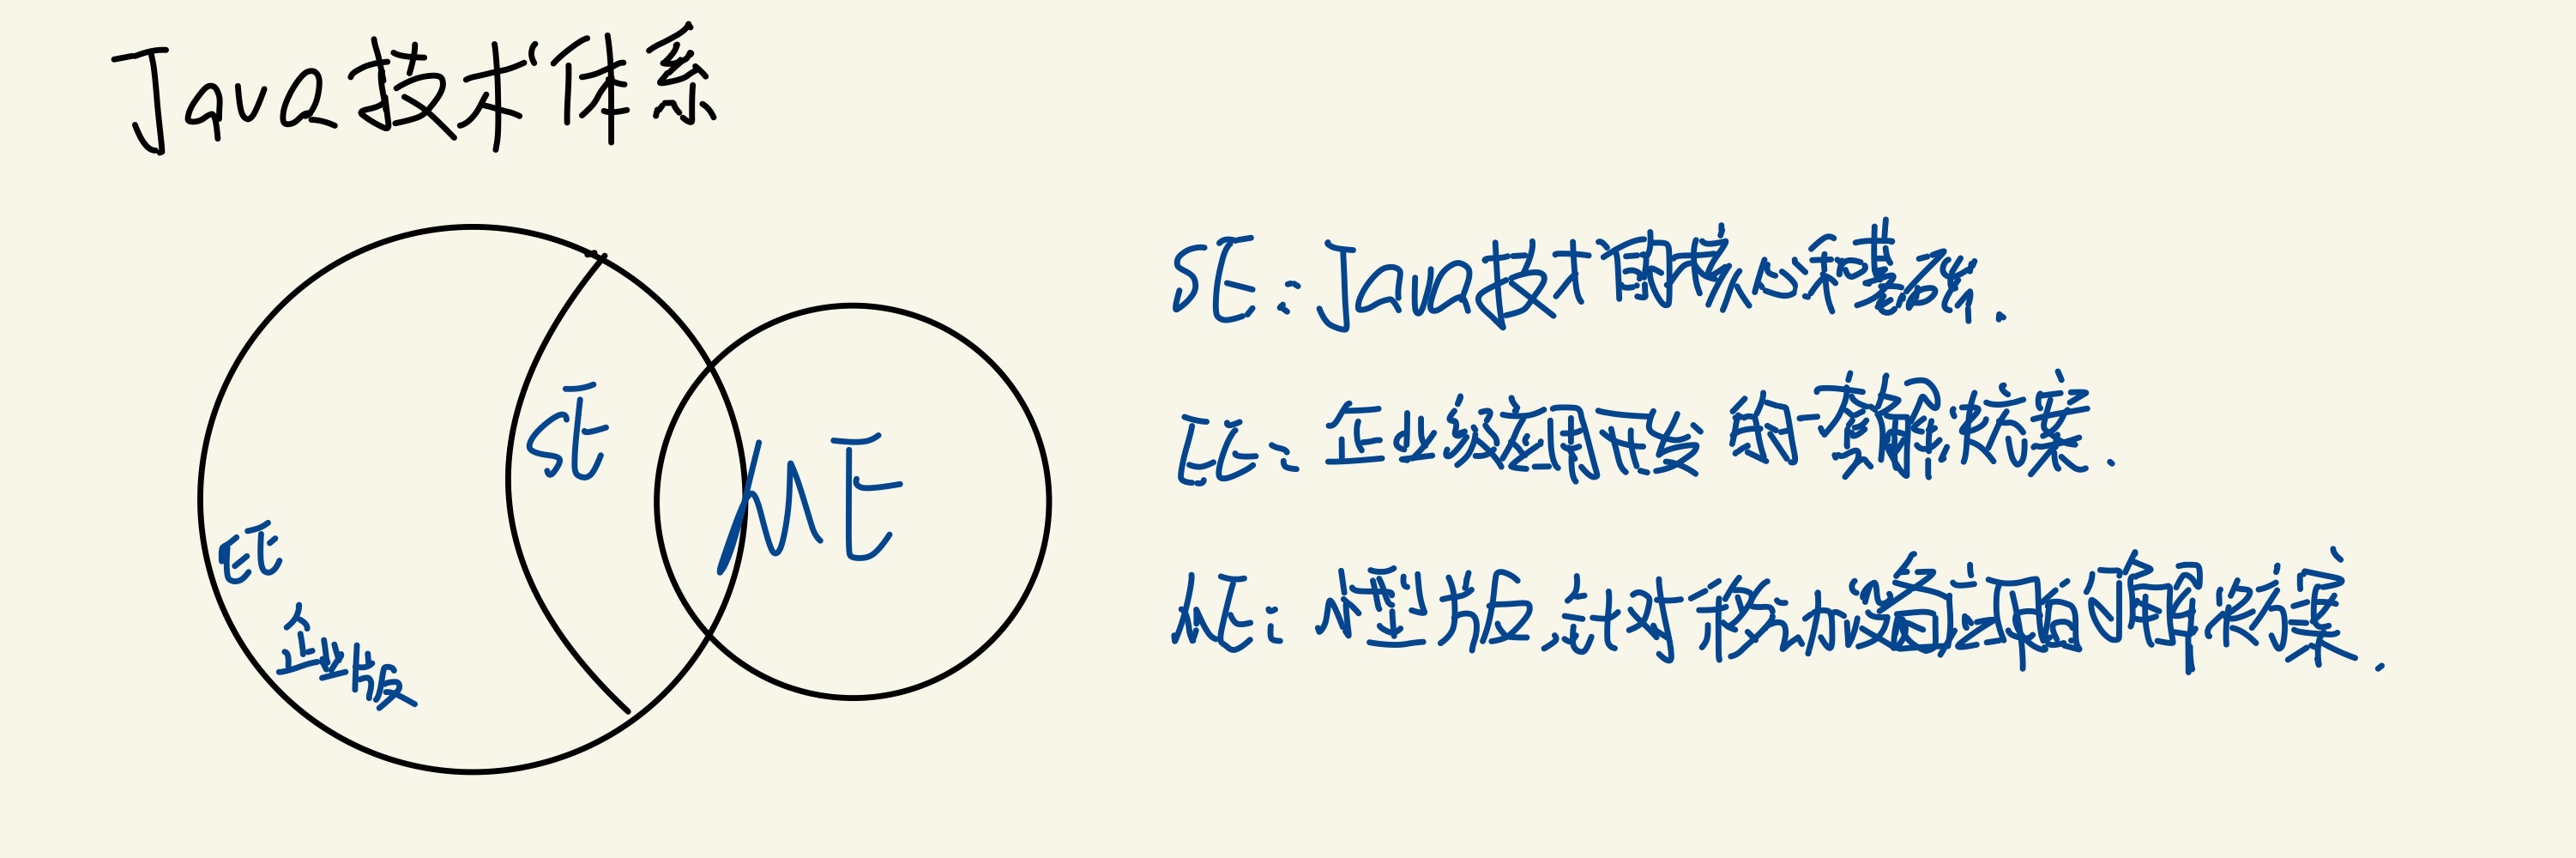 Java技术体系
SE
ME
EE
企业版
SE：Java技术的核心和基础.
EE：企业级应用开发的一套解决方案.
ME：小型版 针对移动设备应用的解决方案.